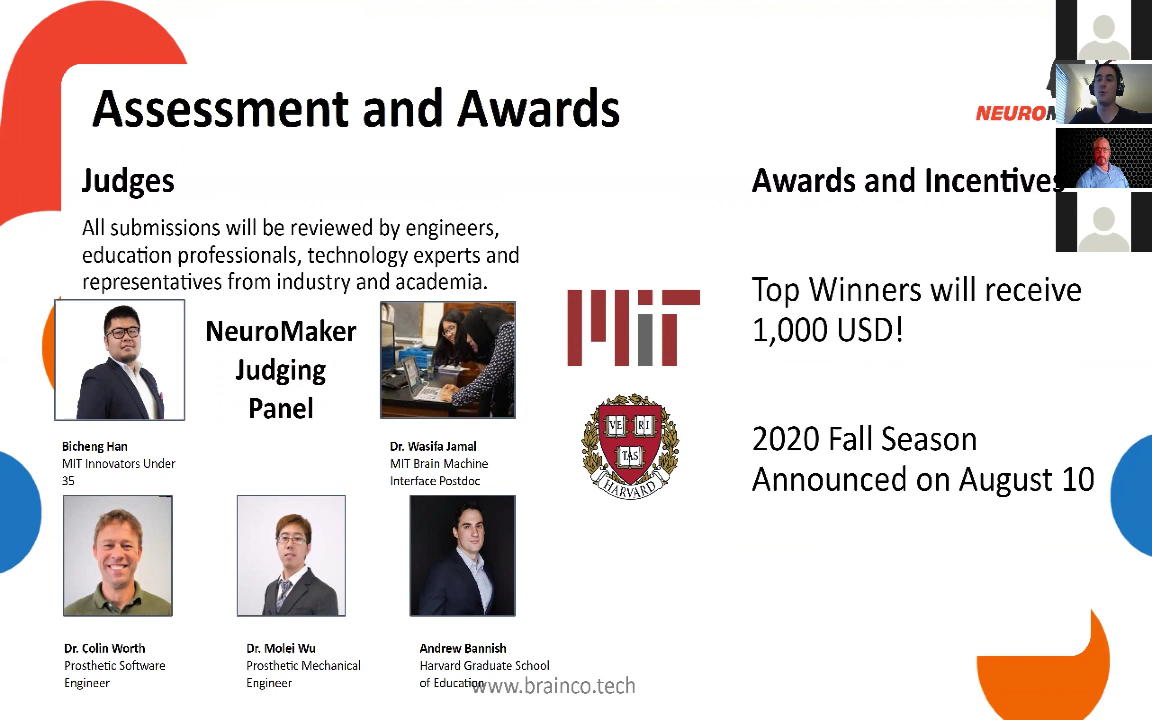 Assessment and Awards
NEURO
Judges
All submissions will be reviewed by engineers,
education professionals, technology experts and
representatives from industry and academia.
NeuroMaker
Judging
Panel
Bicheng Han
MIT Innovators Under
35
Dr. Wasifa Jamal
MIT Brain Machine
Interface Postdoc
Dr. Colin Worth
Prosthetic Software
Engineer
Dr. Molei Wu
Prosthetic Mechanical
Engineer
Andrew Bannish
Harvard Graduate School
of Education
MIT
VE RI
TAS
HARVARD
Awards and Incentives
Top Winners will receive
1,000 USD!
2020 Fall Season
Announced on August 10
www.brainco.tech